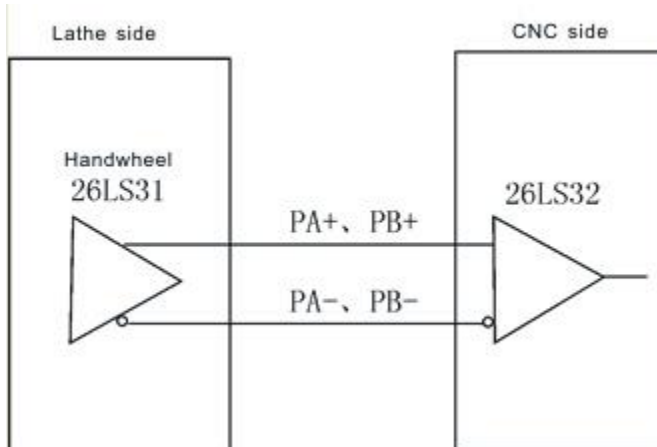 Lathe side
CNC side
Handwheel
26LS31
26LS32
PA+、PB+
PA-、PB-